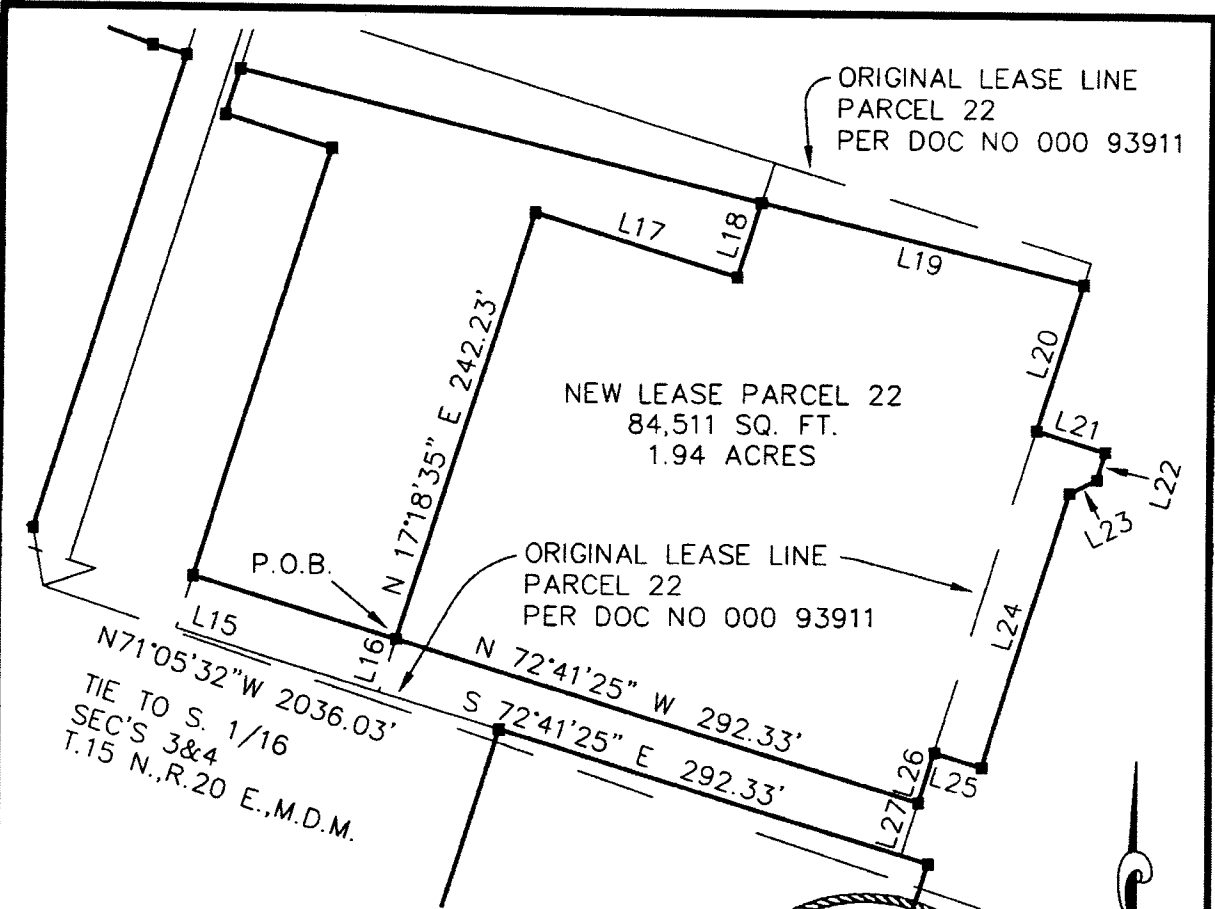 ORIGINAL LEASE LINE
PARCEL 22
PER DOC NO 000 93911
L17
L18
L19
N 17°18'35" E 242.23'
L20
NEW LEASE PARCEL 22
84,511 SQ. FT.
1.94 ACRES
L21
L22
L23
P.O.B.
ORIGINAL LEASE LINE
PARCEL 22
PER DOC NO 000 93911
L24
L15
L16
N 72°41'25" W 292.33'
S 72°41'25" E 292.33'
L26
L25
L27
N71°05'32"W 2036.03'
TIE TO S. 1/16
SEC'S 3&4
T.15 N.,R.20 E.,M.D.M.